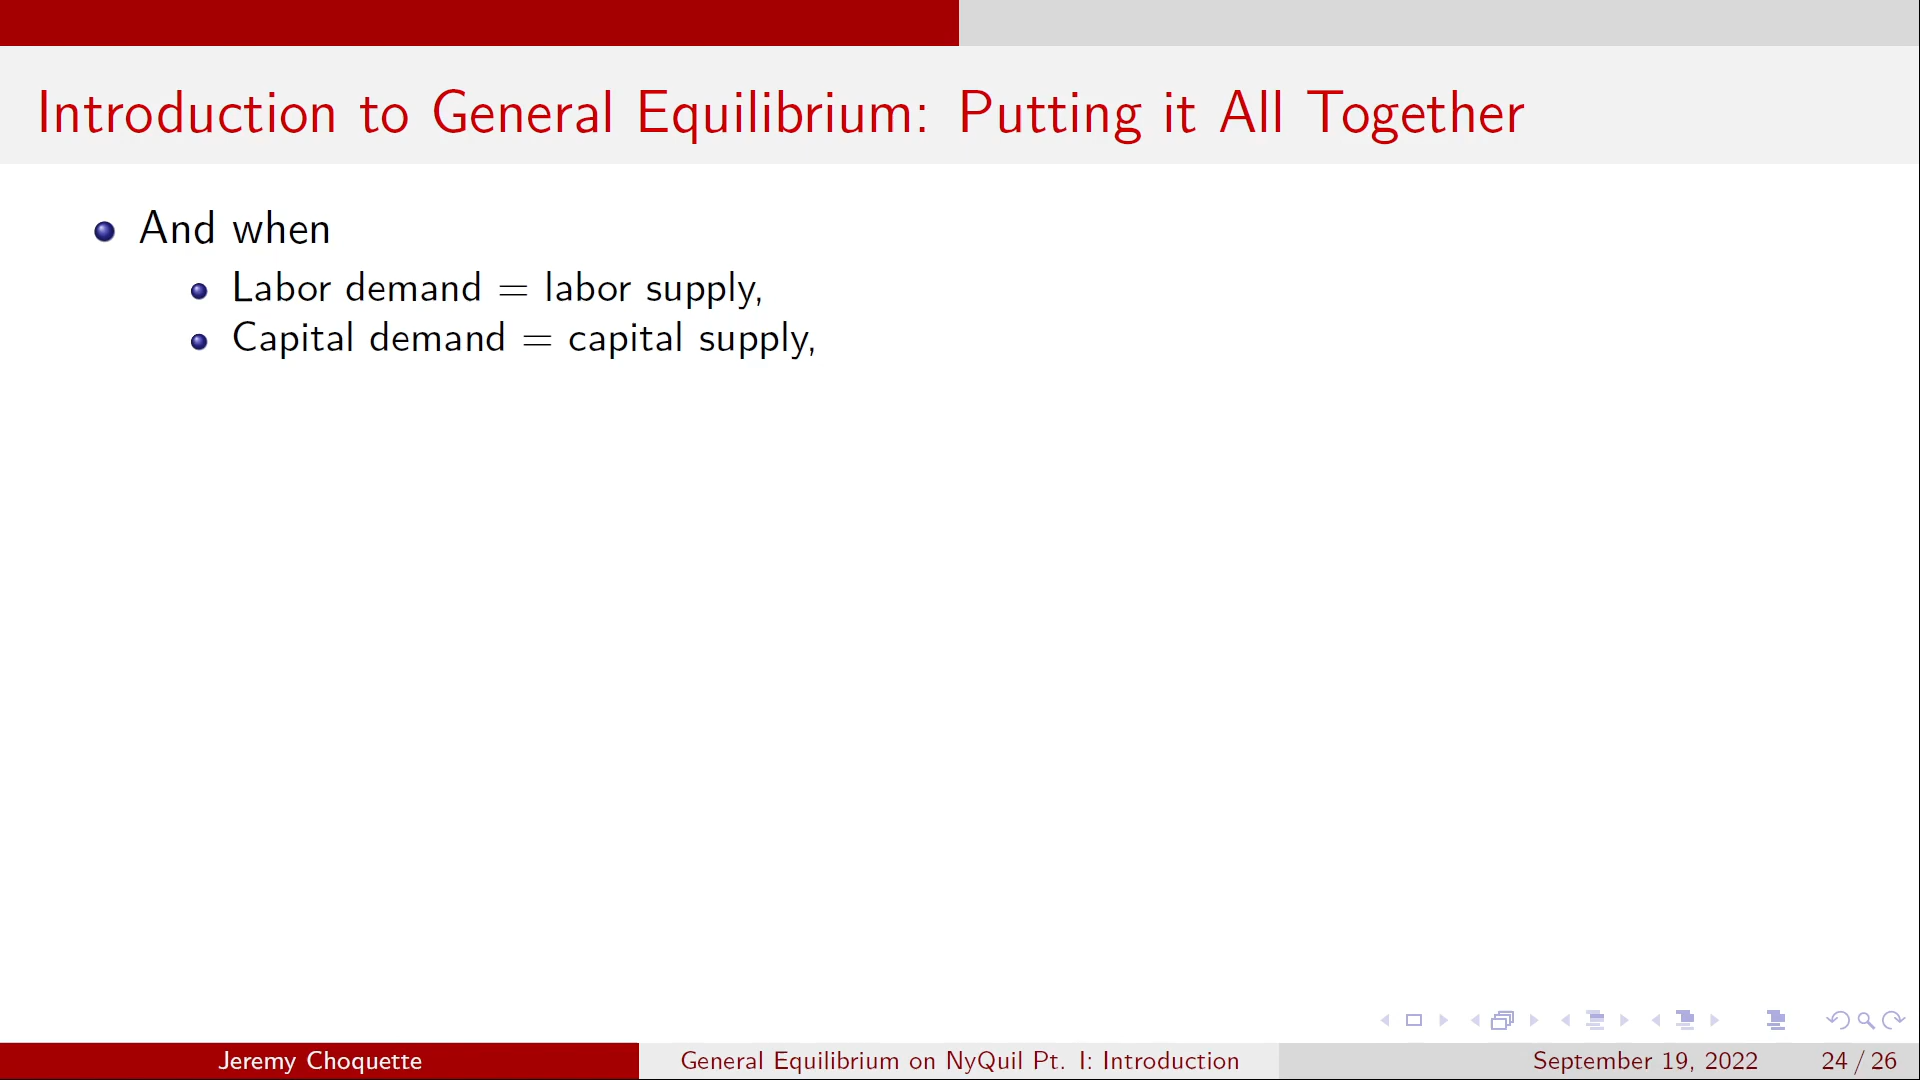 Introduction to General Equilibrium: Putting it All Together
And when
Labor demand = labor supply,
Capital demand = capital supply,
Jeremy Choquette
General Equilibrium on NyQuil Pt. I: Introduction
September 19, 2022
24 / 26